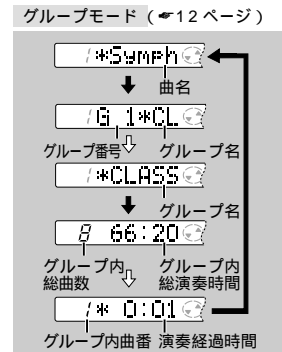 グループモード (☛12ページ)
/*Symph
曲名
/G 1*CL
グループ番号 グループ名
/*CLASS
グループ名
8 66:20
グループ内総曲数 グループ内総演奏時間
1* 0:01
グループ内曲番 演奏経過時間